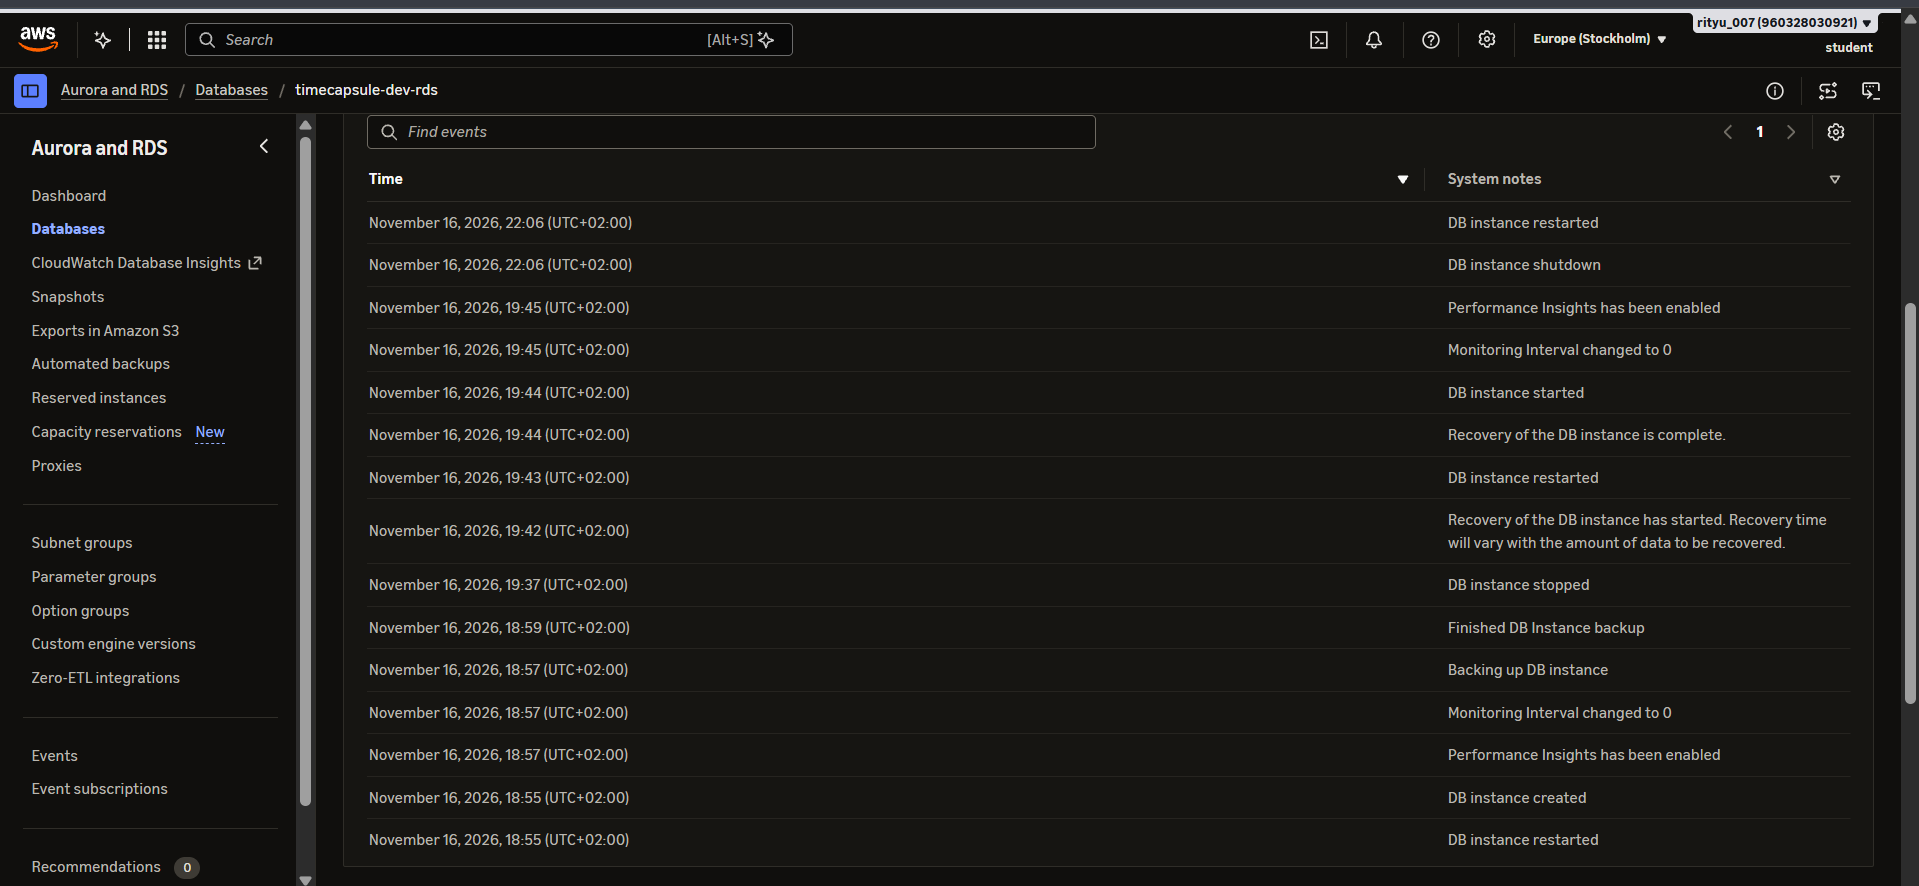 aws
Search [Alt+S]
Europe (Stockholm)
rityu_007 (960328030921)
student
Aurora and RDS / Databases / timecapsule-dev-rds
Aurora and RDS
Dashboard
Databases
CloudWatch Database Insights
Snapshots
Exports in Amazon S3
Automated backups
Reserved instances
Capacity reservations New
Proxies
Subnet groups
Parameter groups
Option groups
Custom engine versions
Zero-ETL integrations
Events
Event subscriptions
Recommendations 0
Find events
1
Time System notes
November 16, 2026, 22:06 (UTC+02:00) DB instance restarted
November 16, 2026, 22:06 (UTC+02:00) DB instance shutdown
November 16, 2026, 19:45 (UTC+02:00) Performance Insights has been enabled
November 16, 2026, 19:45 (UTC+02:00) Monitoring Interval changed to 0
November 16, 2026, 19:44 (UTC+02:00) DB instance started
November 16, 2026, 19:44 (UTC+02:00) Recovery of the DB instance is complete.
November 16, 2026, 19:43 (UTC+02:00) DB instance restarted
November 16, 2026, 19:42 (UTC+02:00) Recovery of the DB instance has started. Recovery time
will vary with the amount of data to be recovered.
November 16, 2026, 19:37 (UTC+02:00) DB instance stopped
November 16, 2026, 18:59 (UTC+02:00) Finished DB Instance backup
November 16, 2026, 18:57 (UTC+02:00) Backing up DB instance
November 16, 2026, 18:57 (UTC+02:00) Monitoring Interval changed to 0
November 16, 2026, 18:57 (UTC+02:00) Performance Insights has been enabled
November 16, 2026, 18:55 (UTC+02:00) DB instance created
November 16, 2026, 18:55 (UTC+02:00) DB instance restarted